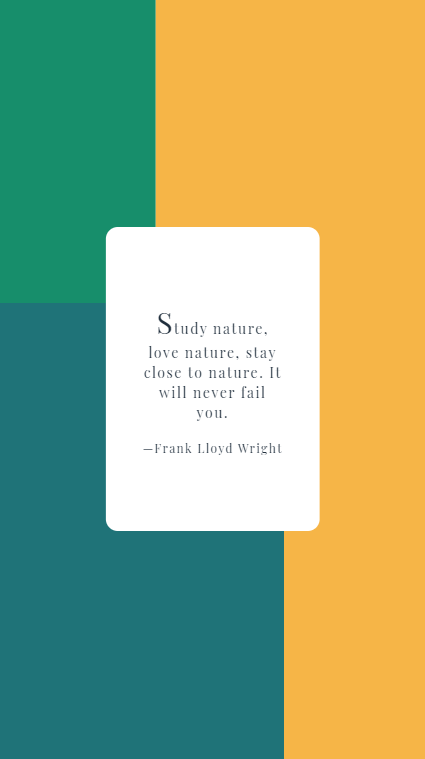 Study nature,
love nature, stay
close to nature. It
will never fail
you.
—Frank Lloyd Wright